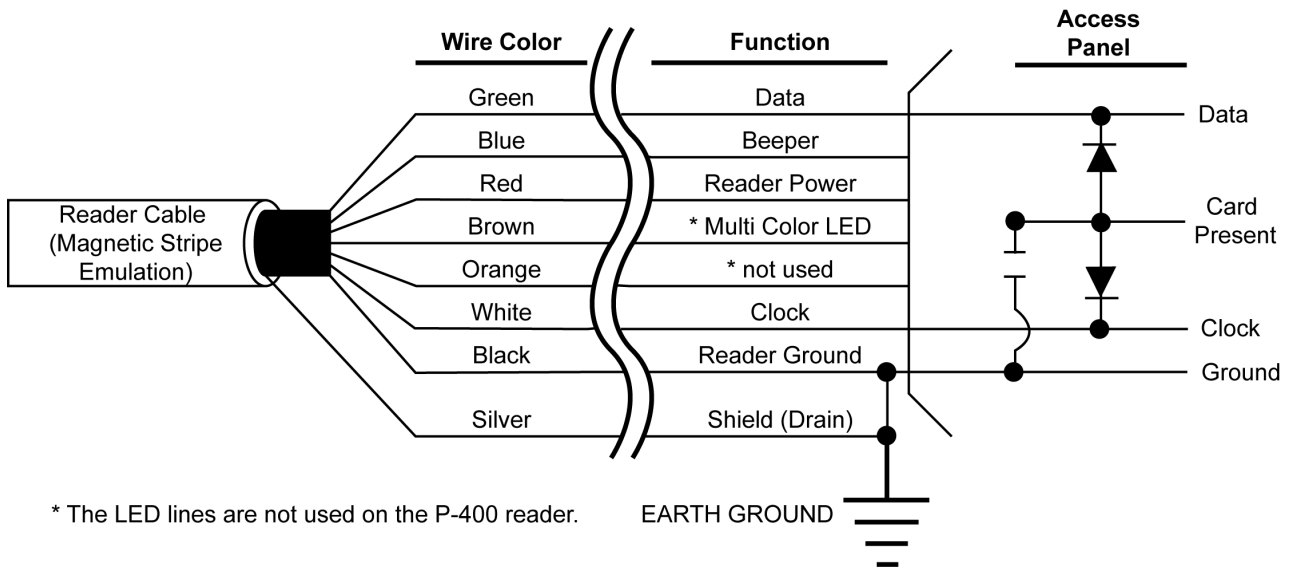 Wire Color
Function
Access
Panel
Green
Data
Data
Blue
Beeper
Red
Reader Power
Reader Cable
(Magnetic Stripe
Emulation)
Brown
* Multi Color LED
Card
Present
Orange
* not used
White
Clock
Clock
Black
Reader Ground
Ground
Silver
Shield (Drain)
* The LED lines are not used on the P-400 reader.
EARTH GROUND